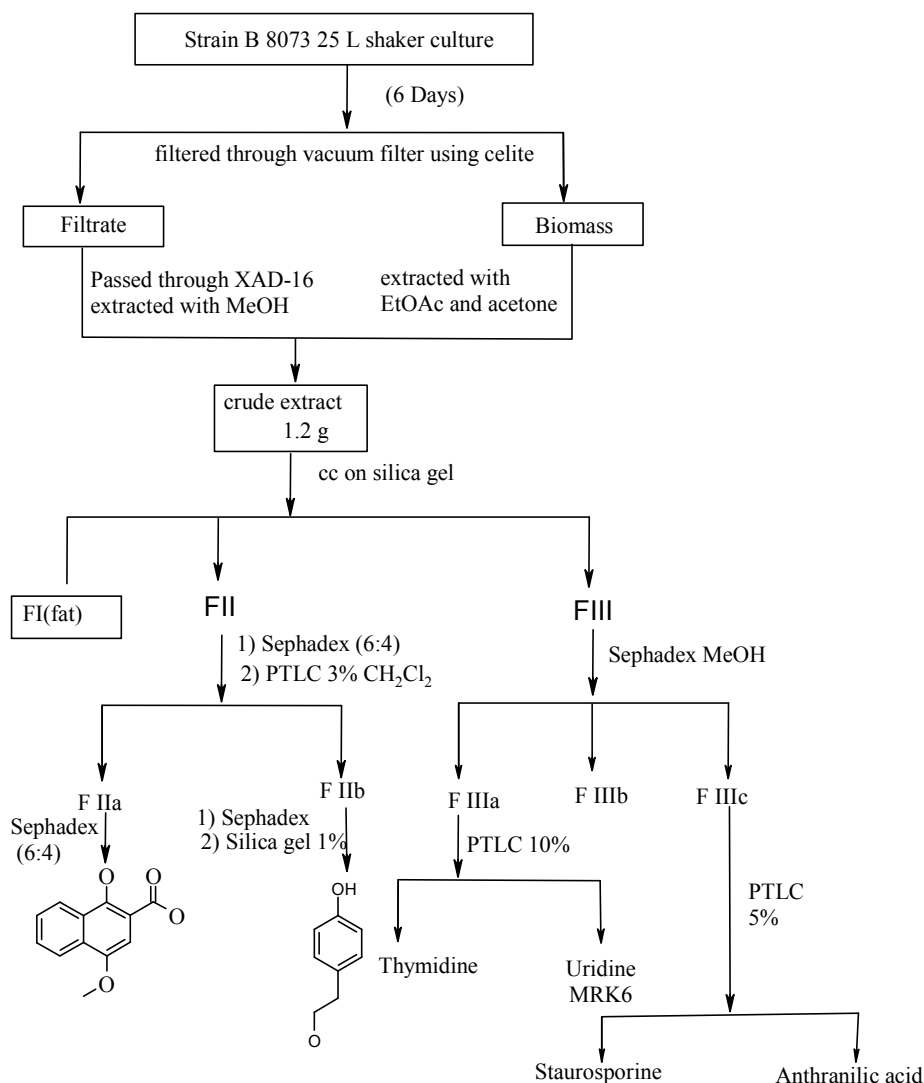 Strain B 8073 25 L shaker culture
(6 Days)
filtered through vacuum filter using celite
Filtrate
Biomass
Passed through XAD-16
extracted with MeOH
extracted with
EtOAc and acetone
crude extract
1.2 g
cc on silica gel
FI(fat)
FII
FIII
1) Sephadex (6:4)
2) PTLC 3% CH₂Cl₂
Sephadex MeOH
F IIa
F IIb
F IIIa
F IIIb
F IIIc
Sephadex
(6:4)
1) Sephadex
2) Silica gel 1%
PTLC 10%
PTLC
5%
O
O
O
O
OH
O
Thymidine
Uridine
MRK6
Staurosporine
Anthranilic acid